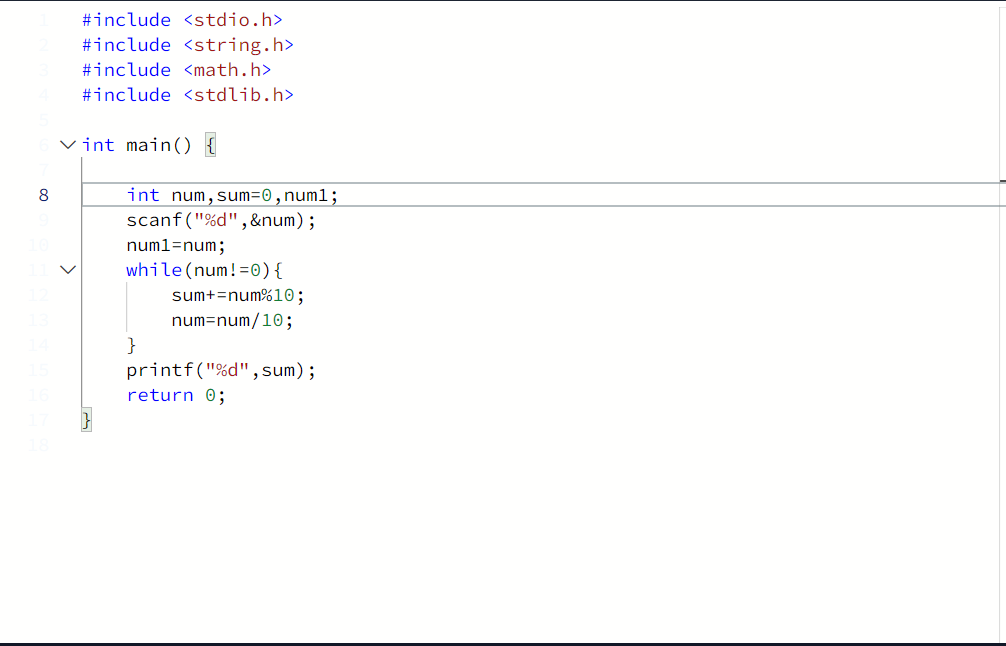 1 #include <stdio.h>
2 #include <string.h>
3 #include <math.h>
4 #include <stdlib.h>
5
6 int main() {
7
8     int num,sum=0,num1;
9     scanf("%d",&num);
10     num1=num;
11     while(num!=0){
12         sum+=num%10;
13         num=num/10;
14     }
15     printf("%d",sum);
16     return 0;
17 }
18